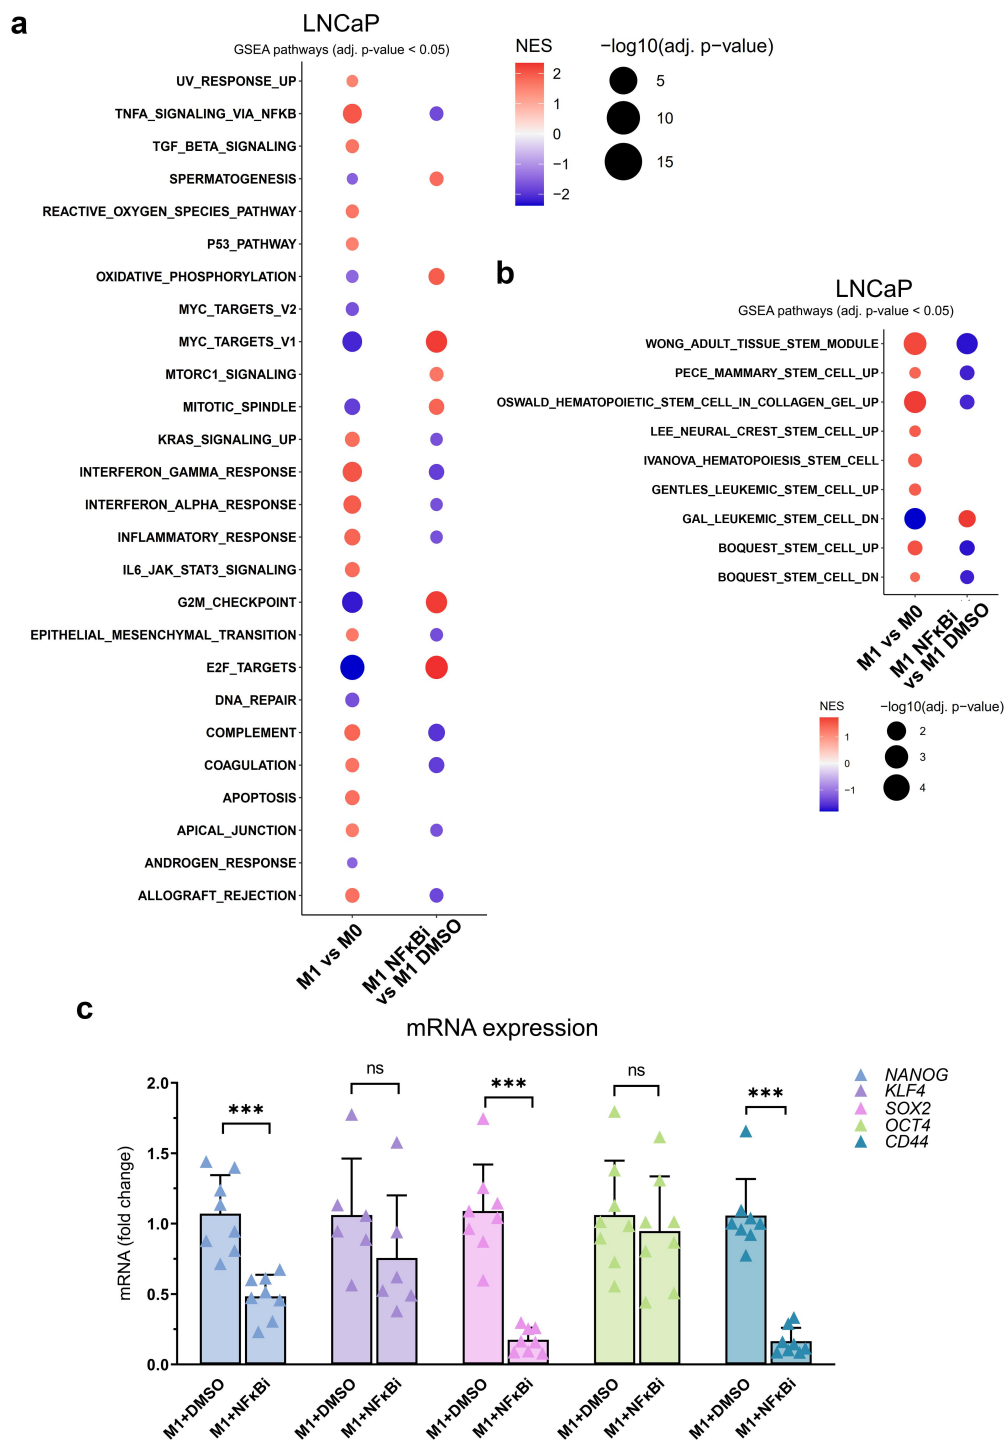 a
LNCaP
GSEA pathways (adj. p-value < 0.05)
UV_RESPONSE_UP
TNFA_SIGNALING_VIA_NFKB
TGF_BETA_SIGNALING
SPERMATOGENESIS
REACTIVE_OXYGEN_SPECIES_PATHWAY
P53_PATHWAY
OXIDATIVE_PHOSPHORYLATION
MYC_TARGETS_V2
MYC_TARGETS_V1
MTORC1_SIGNALING
MITOTIC_SPINDLE
KRAS_SIGNALING_UP
INTERFERON_GAMMA_RESPONSE
INTERFERON_ALPHA_RESPONSE
INFLAMMATORY_RESPONSE
IL6_JAK_STAT3_SIGNALING
G2M_CHECKPOINT
EPITHELIAL_MESENCHYMAL_TRANSITION
E2F_TARGETS
DNA_REPAIR
COMPLEMENT
COAGULATION
APOPTOSIS
APICAL_JUNCTION
ANDROGEN_RESPONSE
ALLOGRAFT_REJECTION
M1 vs M0
M1 NFκBi
vs M1 DMSO
NES
2
1
0
−1
−2
−log10(adj. p−value)
5
10
15
b
LNCaP
GSEA pathways (adj. p-value < 0.05)
WONG_ADULT_TISSUE_STEM_MODULE
PECE_MAMMARY_STEM_CELL_UP
OSWALD_HEMATOPOIETIC_STEM_CELL_IN_COLLAGEN_GEL_UP
LEE_NEURAL_CREST_STEM_CELL_UP
IVANOVA_HEMATOPOIESIS_STEM_CELL
GENTLES_LEUKEMIC_STEM_CELL_UP
GAL_LEUKEMIC_STEM_CELL_DN
BOQUEST_STEM_CELL_UP
BOQUEST_STEM_CELL_DN
M1 vs M0
M1 NFκBi
vs M1 DMSO
NES
1
0
−1
−log10(adj. p−value)
2
3
4
c
mRNA expression
mRNA (fold change)
2.0
1.5
1.0
0.5
0.0
***
ns
***
ns
***
NANOG
KLF4
SOX2
OCT4
CD44
M1+DMSO
M1+NFκBi
M1+DMSO
M1+NFκBi
M1+DMSO
M1+NFκBi
M1+DMSO
M1+NFκBi
M1+DMSO
M1+NFκBi